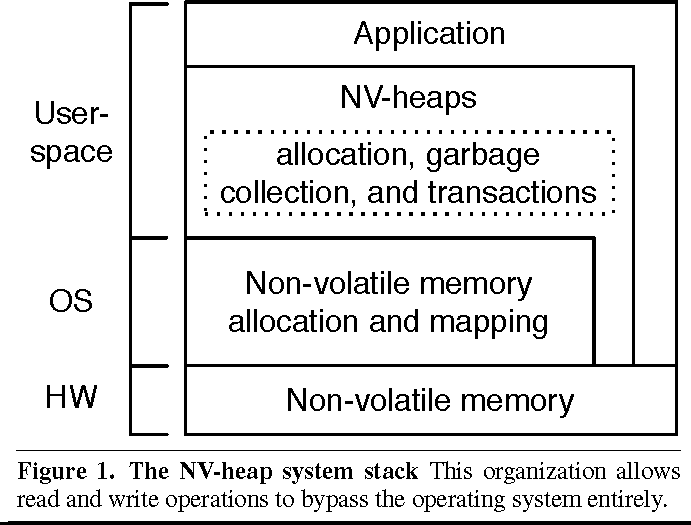 Application
User-
space
NV-heaps
allocation, garbage
collection, and transactions
OS
Non-volatile memory
allocation and mapping
HW
Non-volatile memory
Figure 1. The NV-heap system stack This organization allows
read and write operations to bypass the operating system entirely.